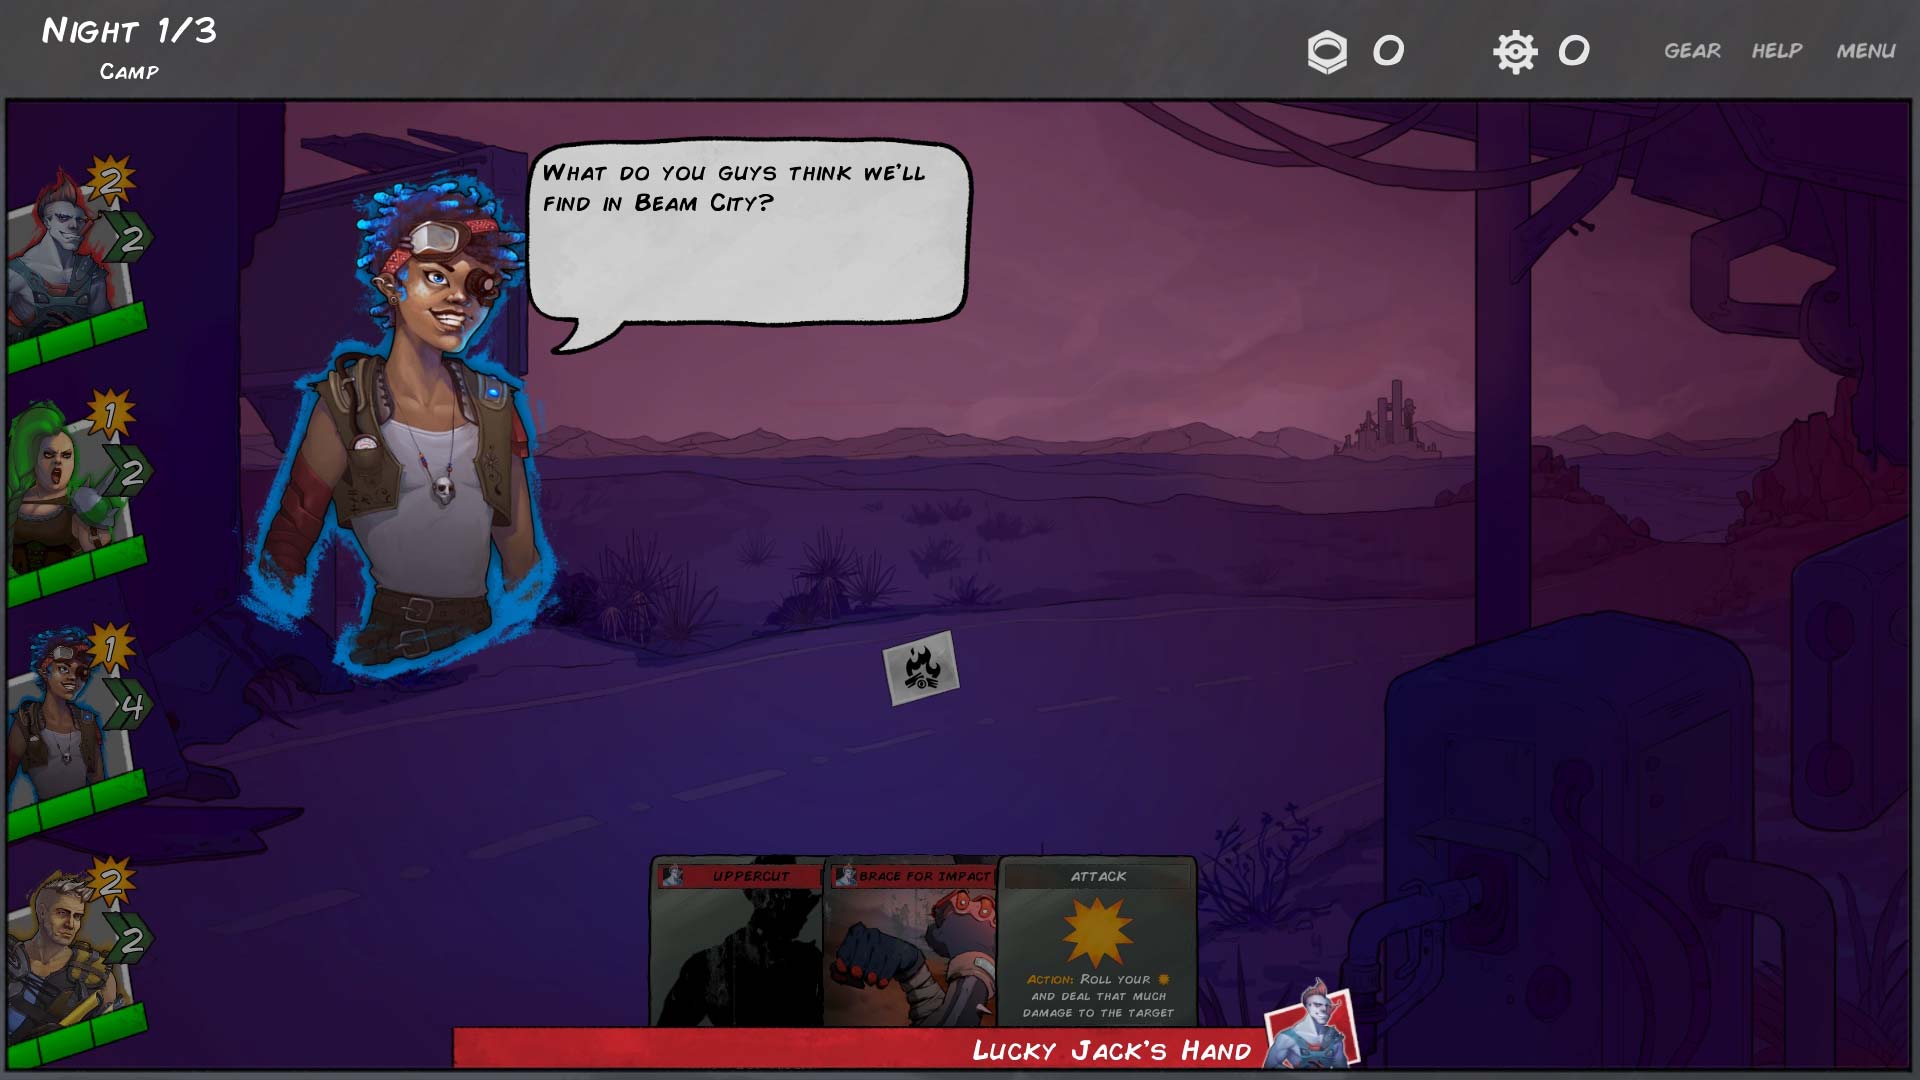 Night 1/3
Camp
0
0
GEAR
HELP
MENU
What do you guys think we'll
find in Beam City?
2
2
1
2
1
4
2
2
UPPERCUT
BRACE FOR IMPACT
ATTACK
Action: Roll your
and deal that much
damage to the target
Lucky Jack's Hand